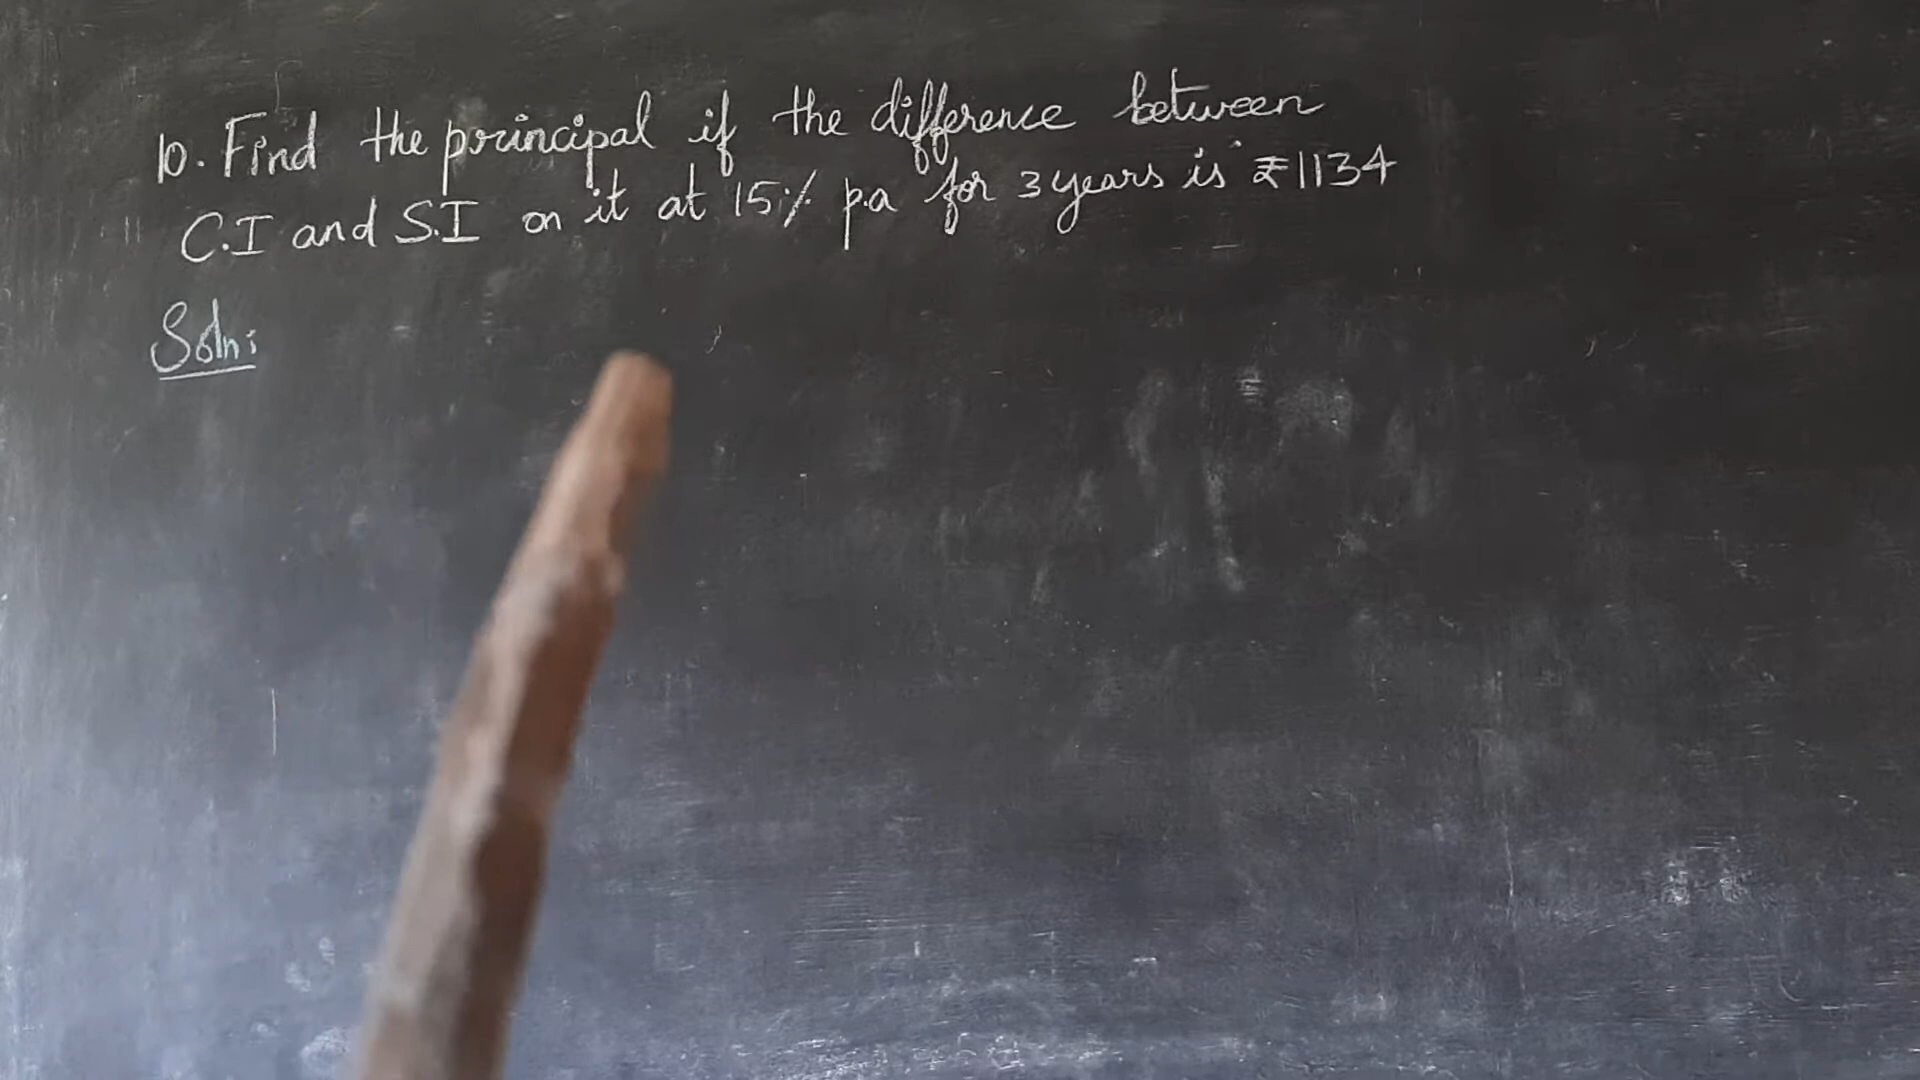 10. Find the principal if the difference between
C.I and S.I on it at 15% p.a for 3 years is ₹1134
Soln: